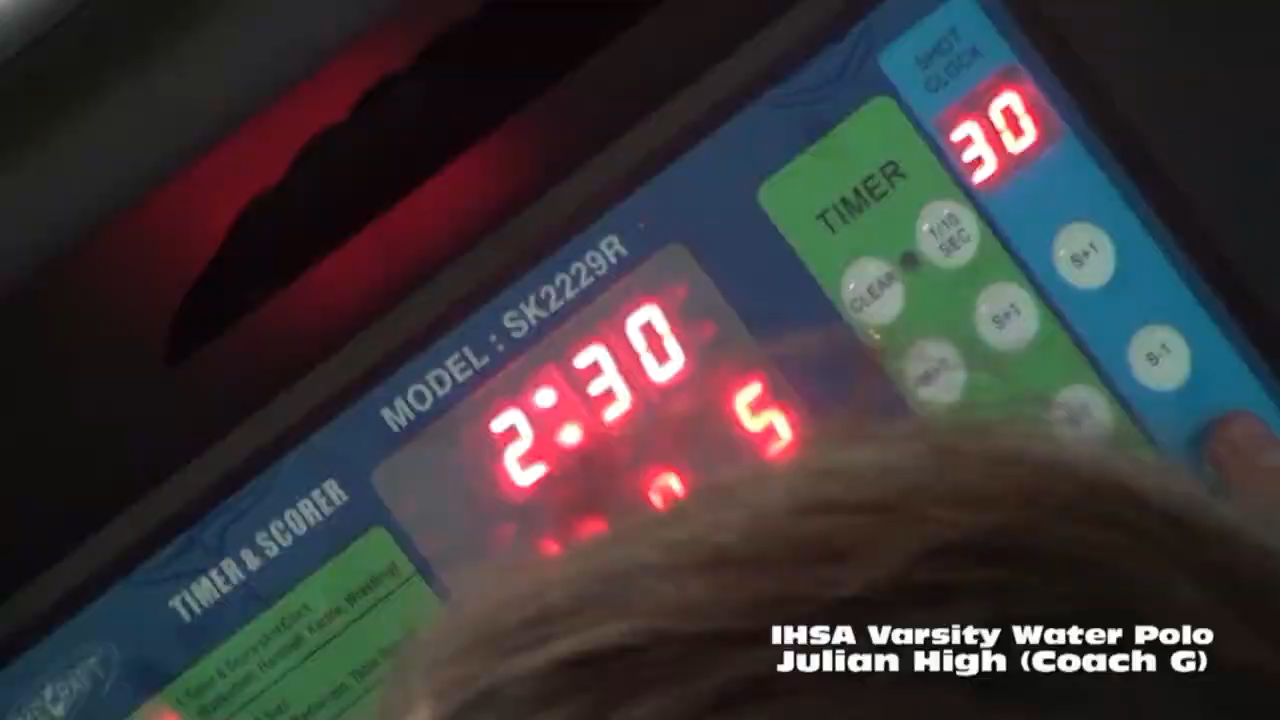 SHOT
CLOCK
30
TIMER
1/10
SEC
CLEAR
S+1
S+1
S-1
MODEL : SK2229R
2:30
5
TIMER & SCORER
IHSA Varsity Water Polo
Julian High (Coach G)